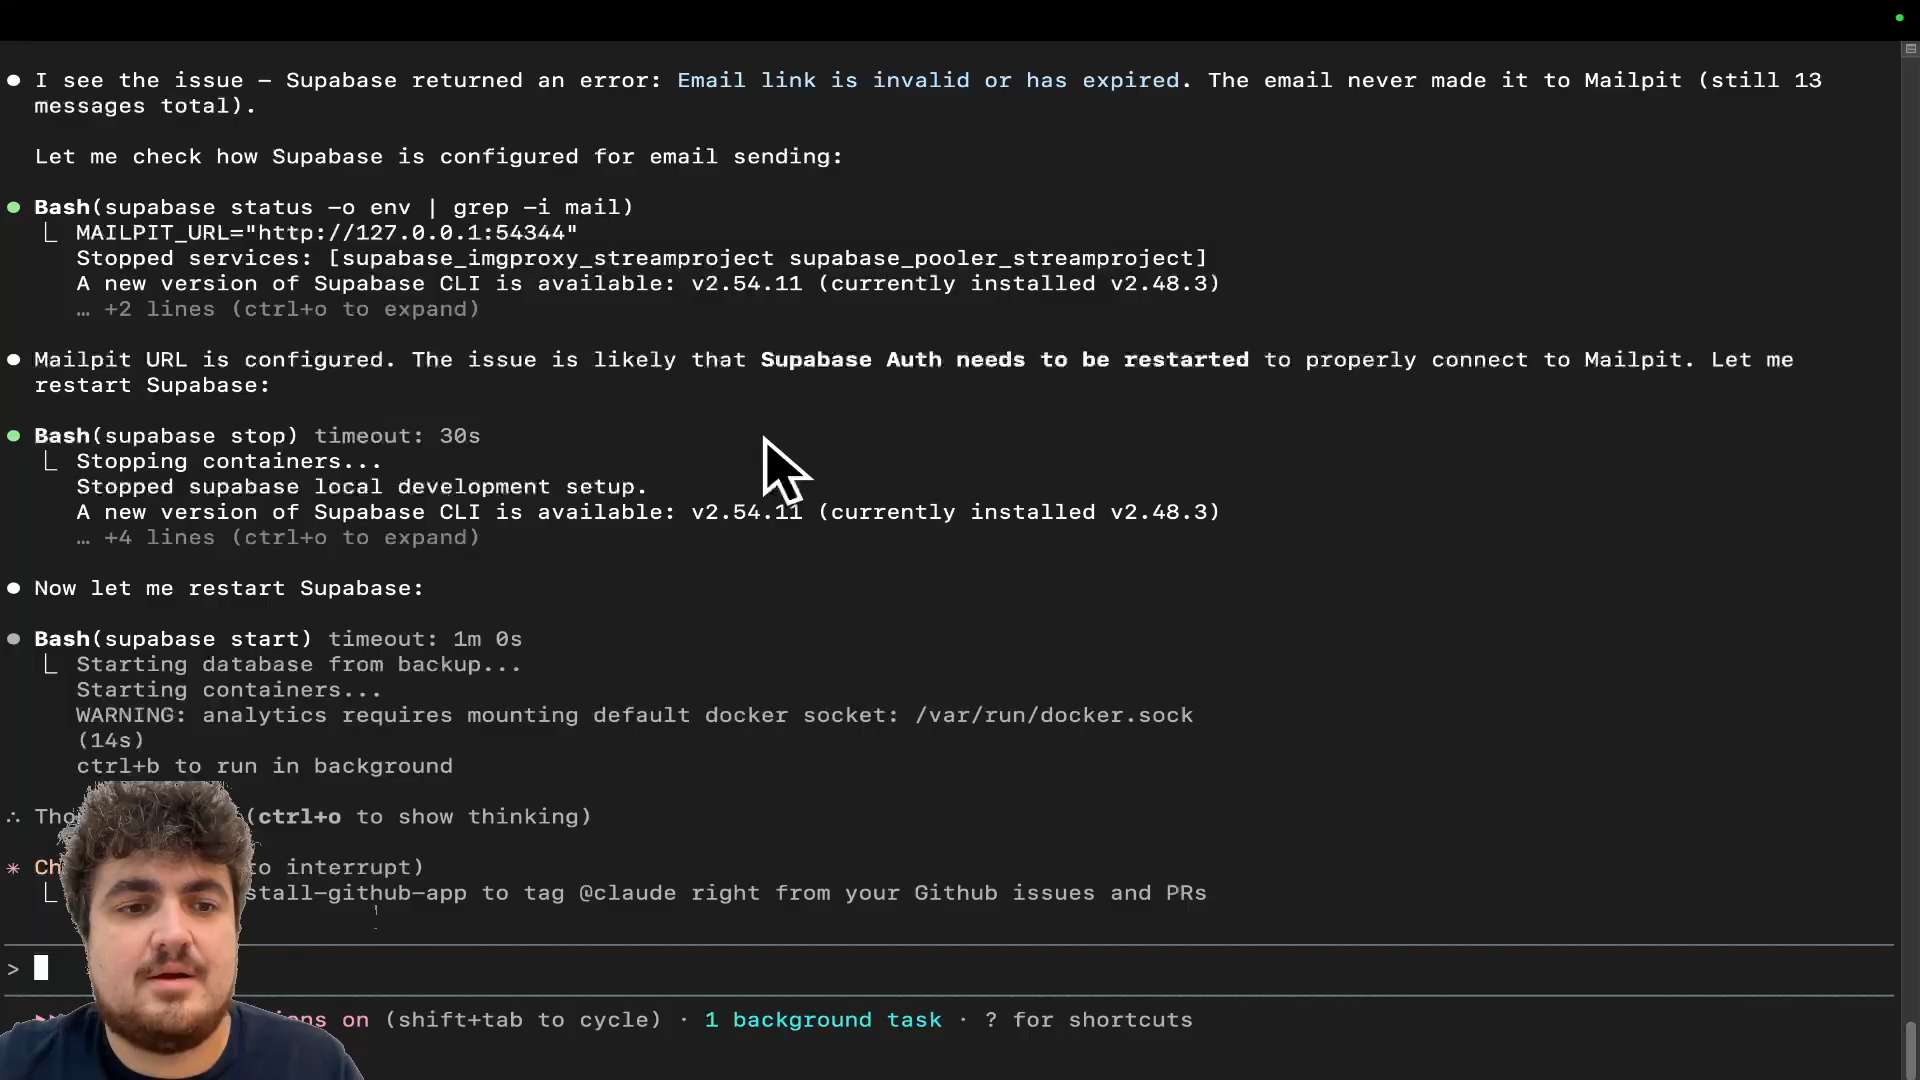 ● I see the issue – Supabase returned an error: Email link is invalid or has expired. The email never made it to Mailpit (still 13
messages total).
Let me check how Supabase is configured for email sending:
● Bash(supabase status –o env | grep –i mail)
MAILPIT_URL="http://127.0.0.1:54344"
Stopped services: [supabase_imgproxy_streamproject supabase_pooler_streamproject]
A new version of Supabase CLI is available: v2.54.11 (currently installed v2.48.3)
… +2 lines (ctrl+o to expand)
● Mailpit URL is configured. The issue is likely that Supabase Auth needs to be restarted to properly connect to Mailpit. Let me
restart Supabase:
● Bash(supabase stop) timeout: 30s
Stopping containers...
Stopped supabase local development setup.
A new version of Supabase CLI is available: v2.54.11 (currently installed v2.48.3)
… +4 lines (ctrl+o to expand)
● Now let me restart Supabase:
● Bash(supabase start) timeout: 1m 0s
Starting database from backup...
Starting containers...
WARNING: analytics requires mounting default docker socket: /var/run/docker.sock
(14s)
ctrl+b to run in background
∴ (ctrl+o to show thinking)
* to interrupt)
stall–github–app to tag @claude right from your Github issues and PRs
>
on (shift+tab to cycle) · 1 background task · ? for shortcuts